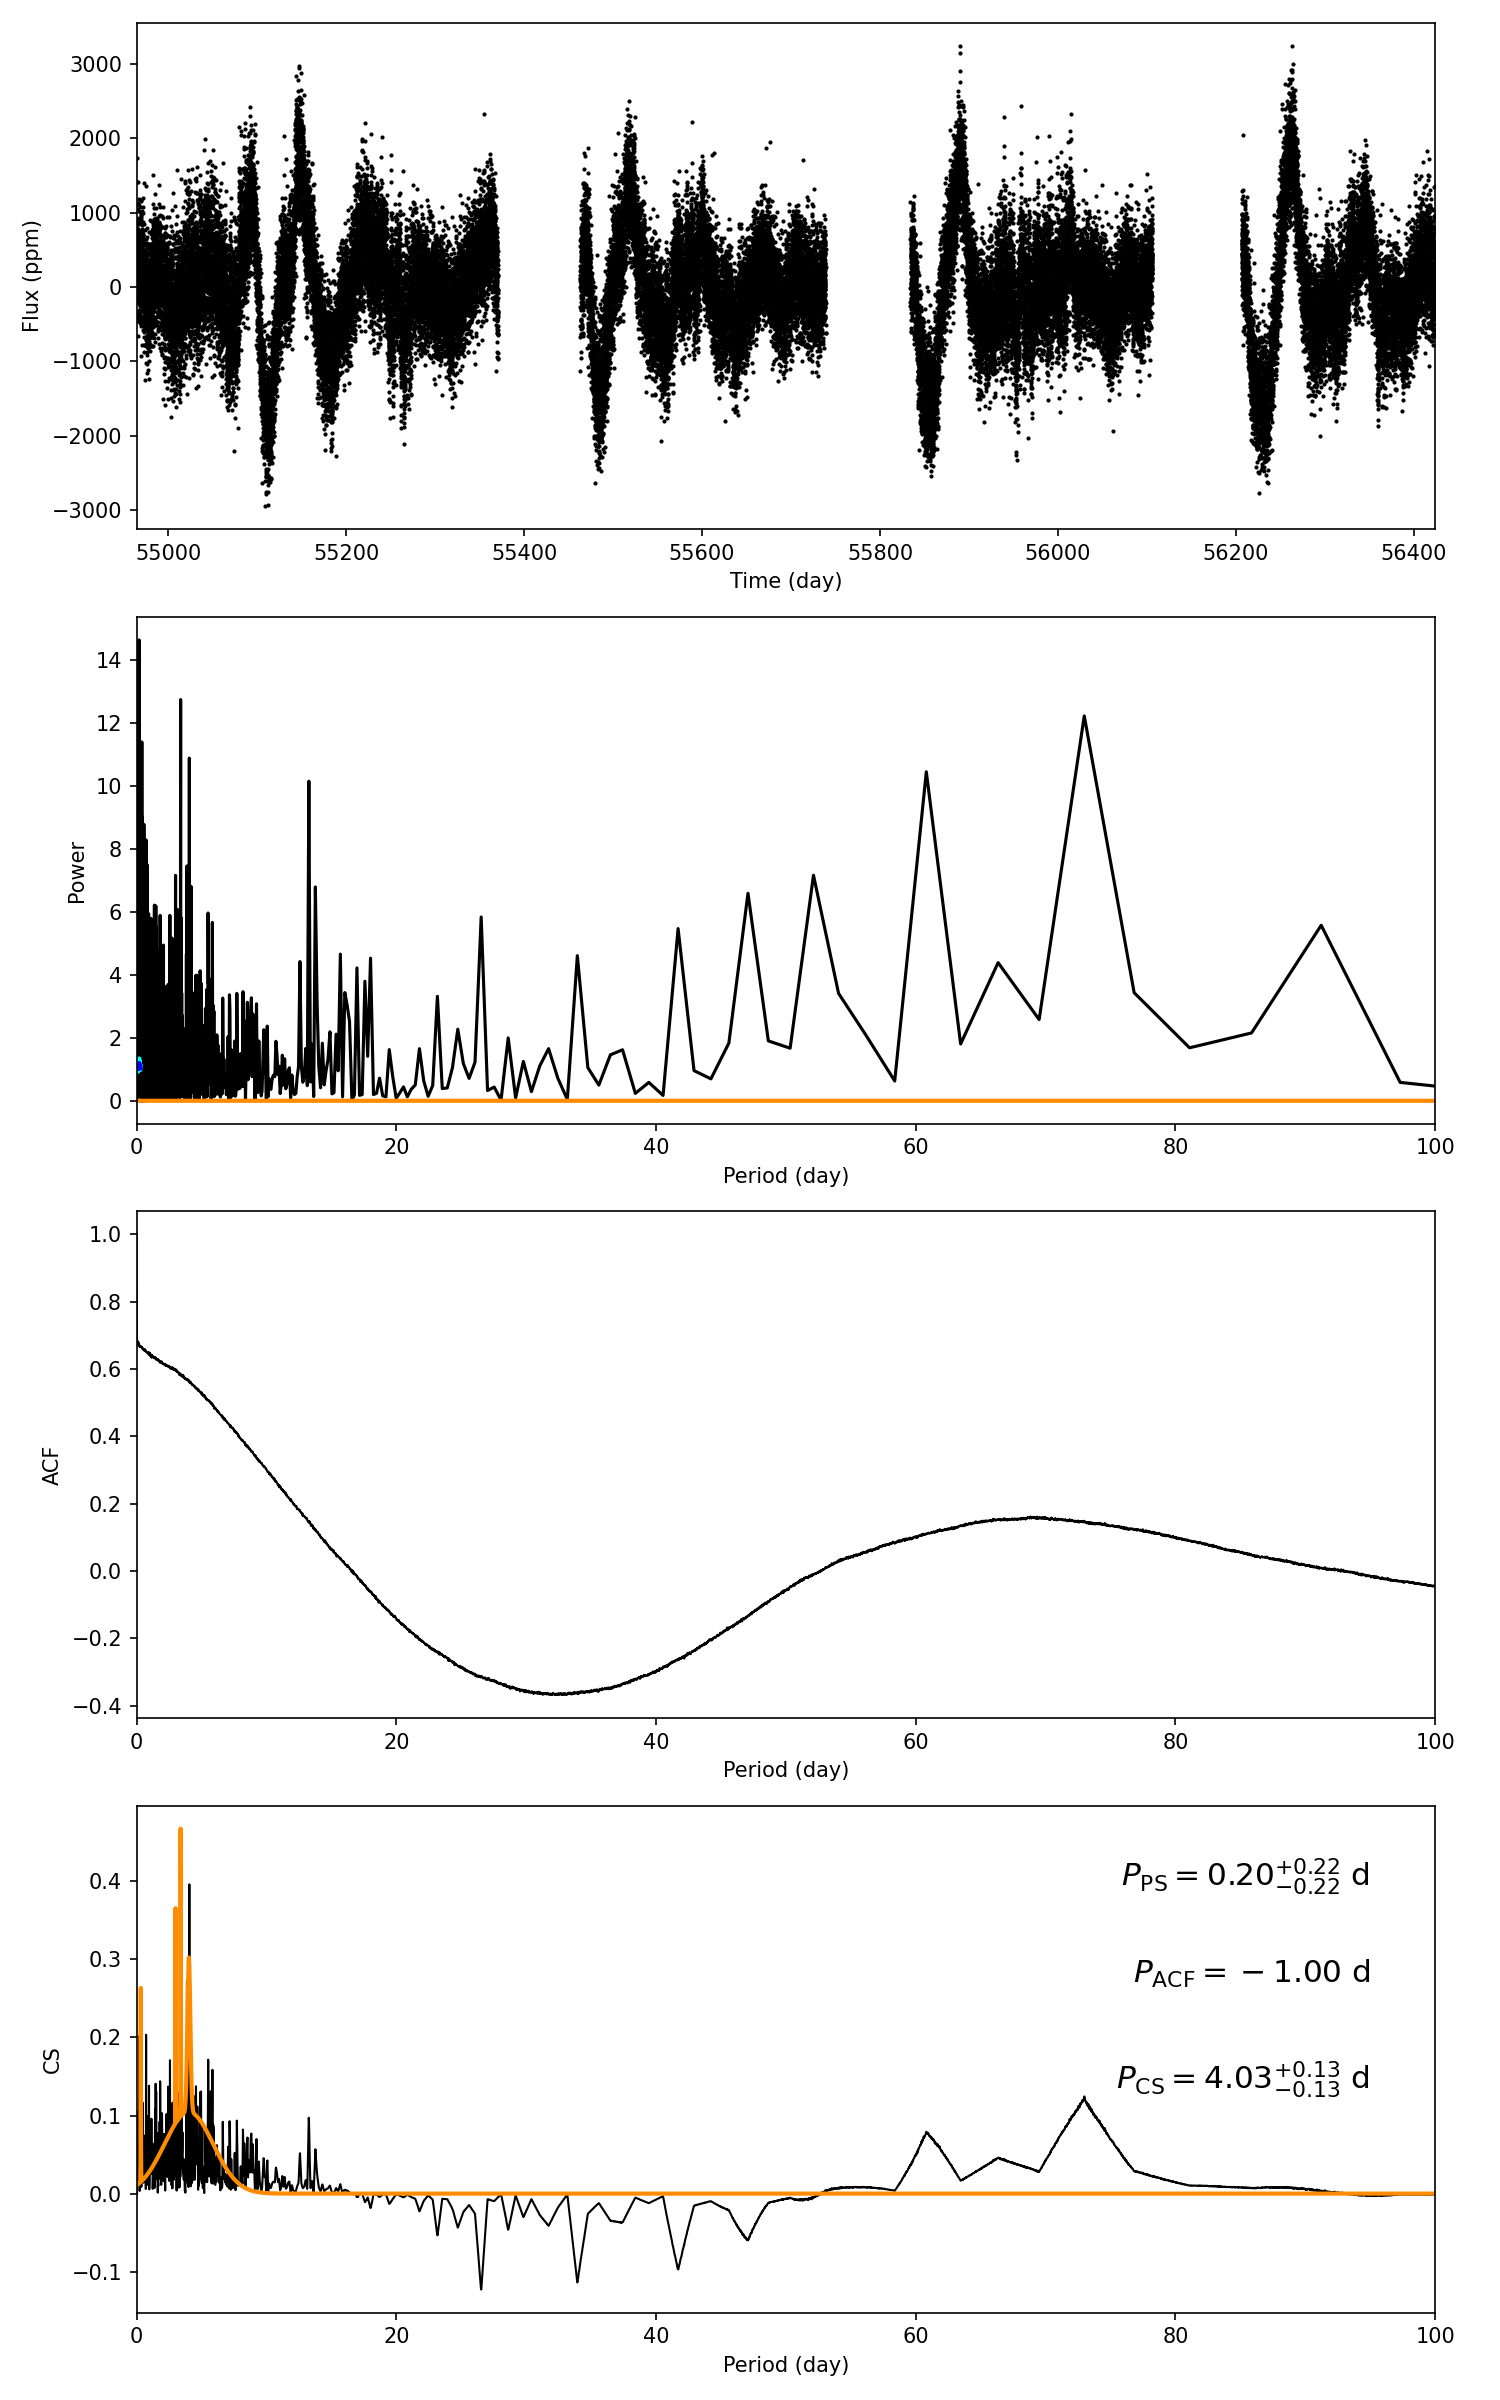 3000
2000
1000
0
−1000
−2000
−3000
Flux (ppm)
55000 55200 55400 55600 55800 56000 56200 56400
Time (day)
14
12
10
8
6
4
2
0
Power
0 20 40 60 80 100
Period (day)
1.0
0.8
0.6
0.4
0.2
0.0
−0.2
−0.4
ACF
0 20 40 60 80 100
Period (day)
0.4
0.3
0.2
0.1
0.0
−0.1
CS
P_PS = 0.20 +0.22 −0.22 d
P_ACF = −1.00 d
P_CS = 4.03 +0.13 −0.13 d
0 20 40 60 80 100
Period (day)